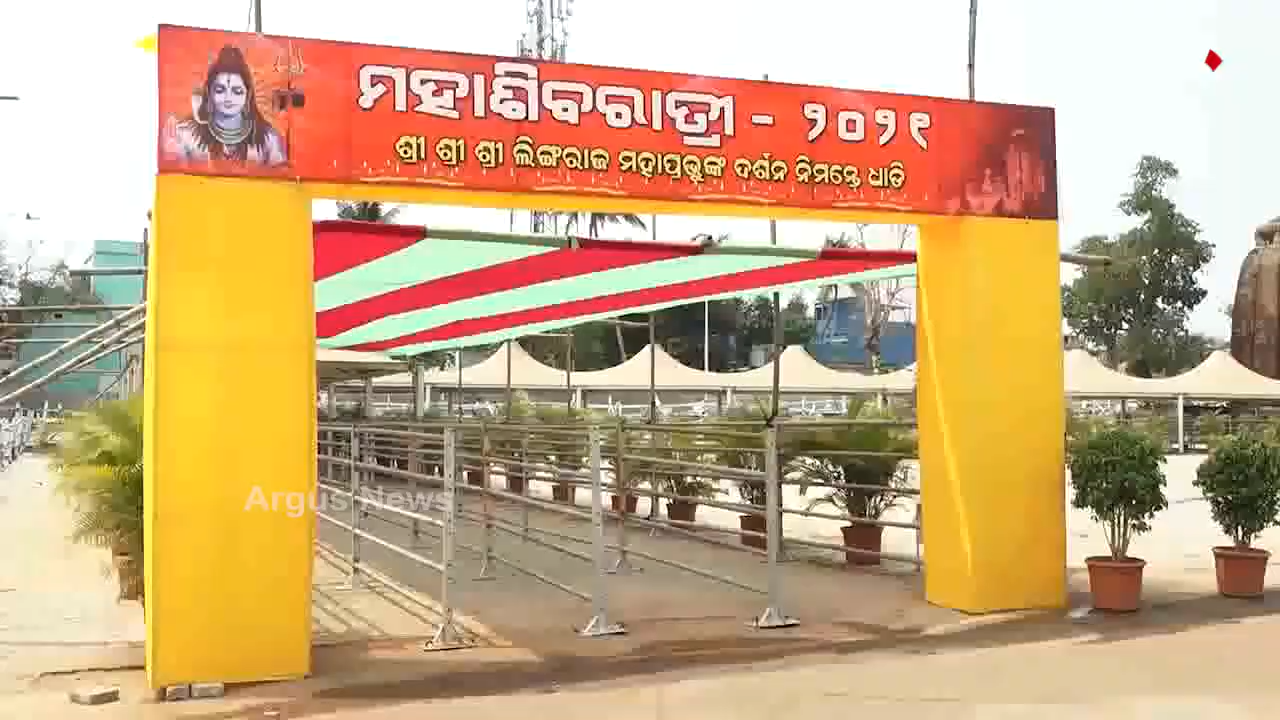 ମହାଶିବରାତ୍ରୀ - ୨୦୨୧
ଶ୍ରୀ ଶ୍ରୀ ଶ୍ରୀ ଲିଙ୍ଗରାଜ ମହାପ୍ରଭୁଙ୍କ ଦର୍ଶନ ନିମନ୍ତେ ଧାଡି
Argus News